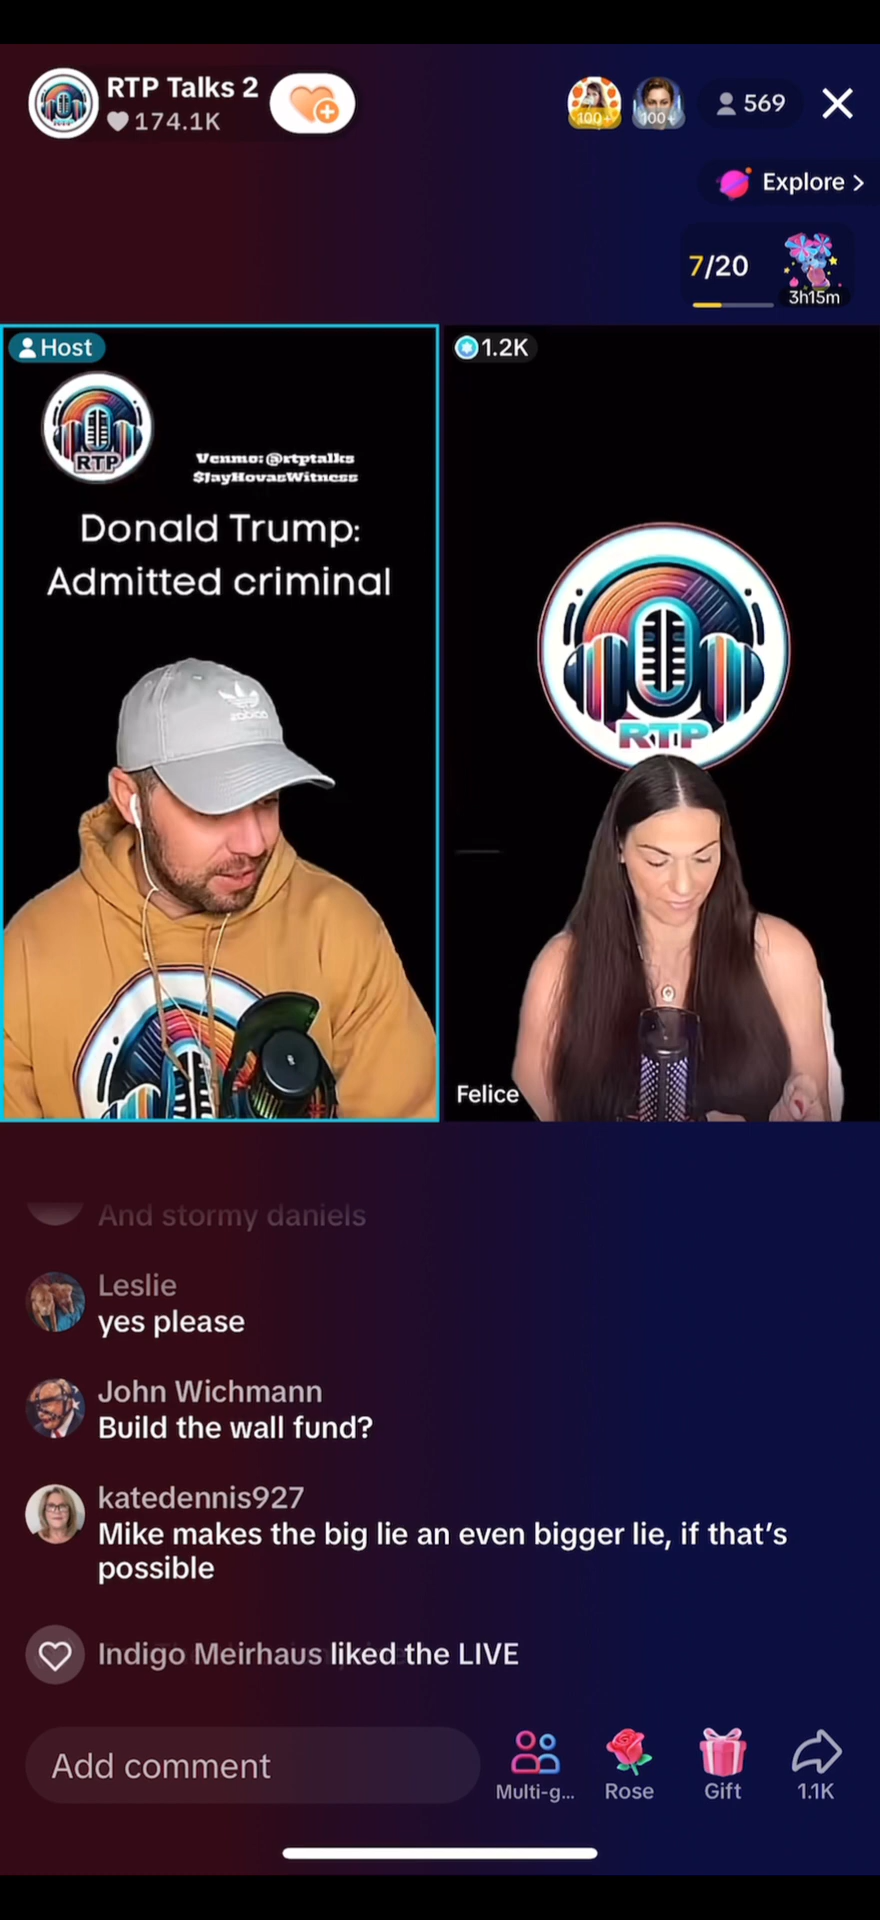 RTP Talks 2
174.1K
100+
100+
569
Explore >
7/20
3h15m
Host
1.2K
RTP
Venmo: @rtptalks
$JayHovasWitness
Donald Trump:
Admitted criminal
RTP
Felice
And stormy daniels
Leslie
yes please
John Wichmann
Build the wall fund?
katedennis927
Mike makes the big lie an even bigger lie, if that's
possible
Indigo Meirhaus liked the LIVE
Add comment
Multi-g...
Rose
Gift
1.1K